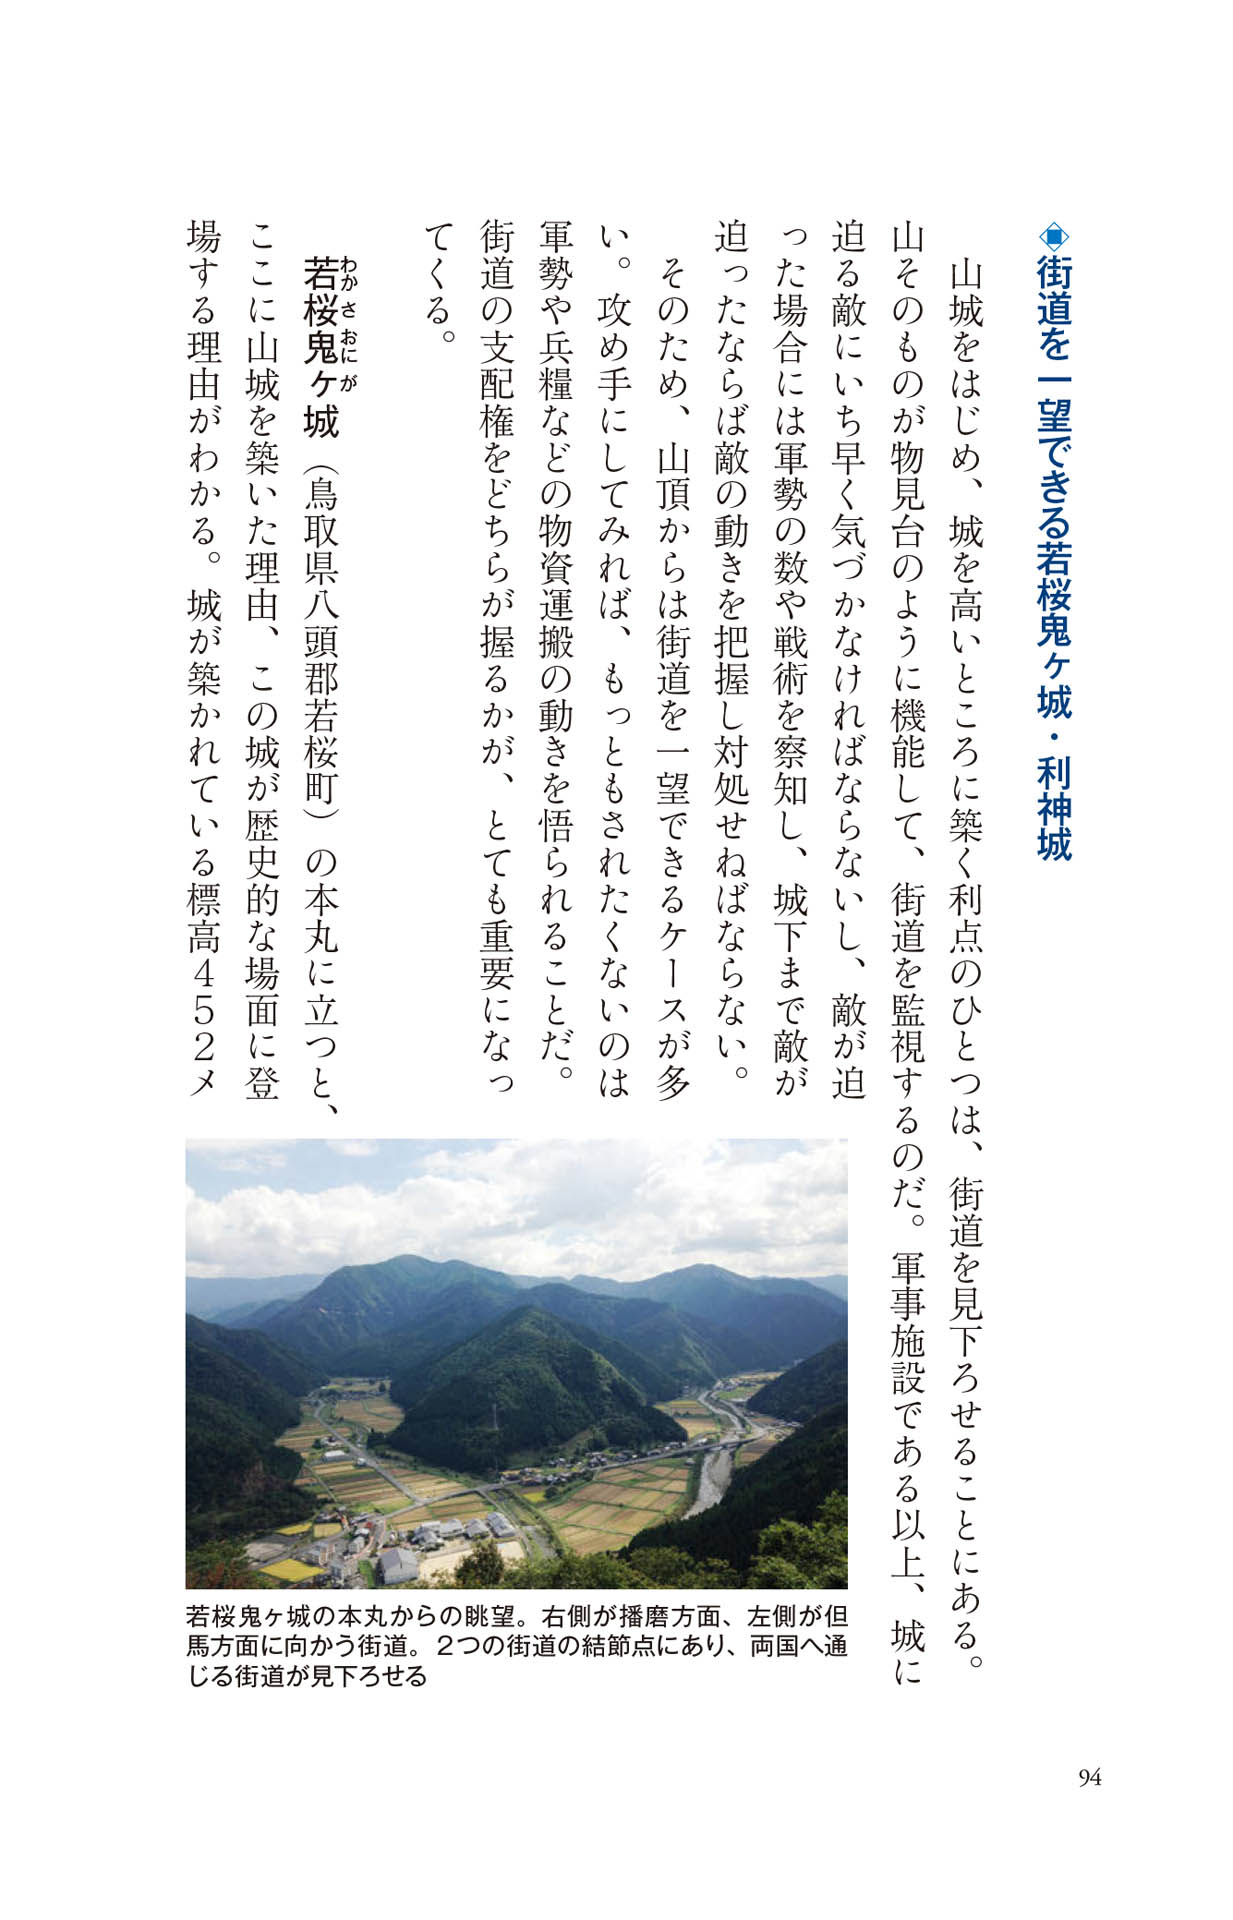 ◈街道を一望できる若桜鬼ヶ城・利神城
山城をはじめ、城を高いところに築く利点のひとつは、街道を見下ろせることにある。
山そのものが物見台のように機能して、街道を監視するのだ。軍事施設である以上、城に
迫る敵にいち早く気づかなければならないし、敵が迫
った場合には軍勢の数や戦術を察知し、城下まで敵が
迫ったならば敵の動きを把握し対処せねばならない。
そのため、山頂からは街道を一望できるケースが多
い。攻め手にしてみれば、もっともされたくないのは
軍勢や兵糧などの物資運搬の動きを悟られることだ。
街道の支配権をどちらが握るかが、とても重要になっ
てくる。
わかさおにが
若桜鬼ヶ城（鳥取県八頭郡若桜町）の本丸に立つと、
ここに山城を築いた理由、この城が歴史的な場面に登
場する理由がわかる。城が築かれている標高452メ
若桜鬼ヶ城の本丸からの眺望。右側が播磨方面、左側が但
馬方面に向かう街道。2つの街道の結節点にあり、両国へ通
じる街道が見下ろせる
94